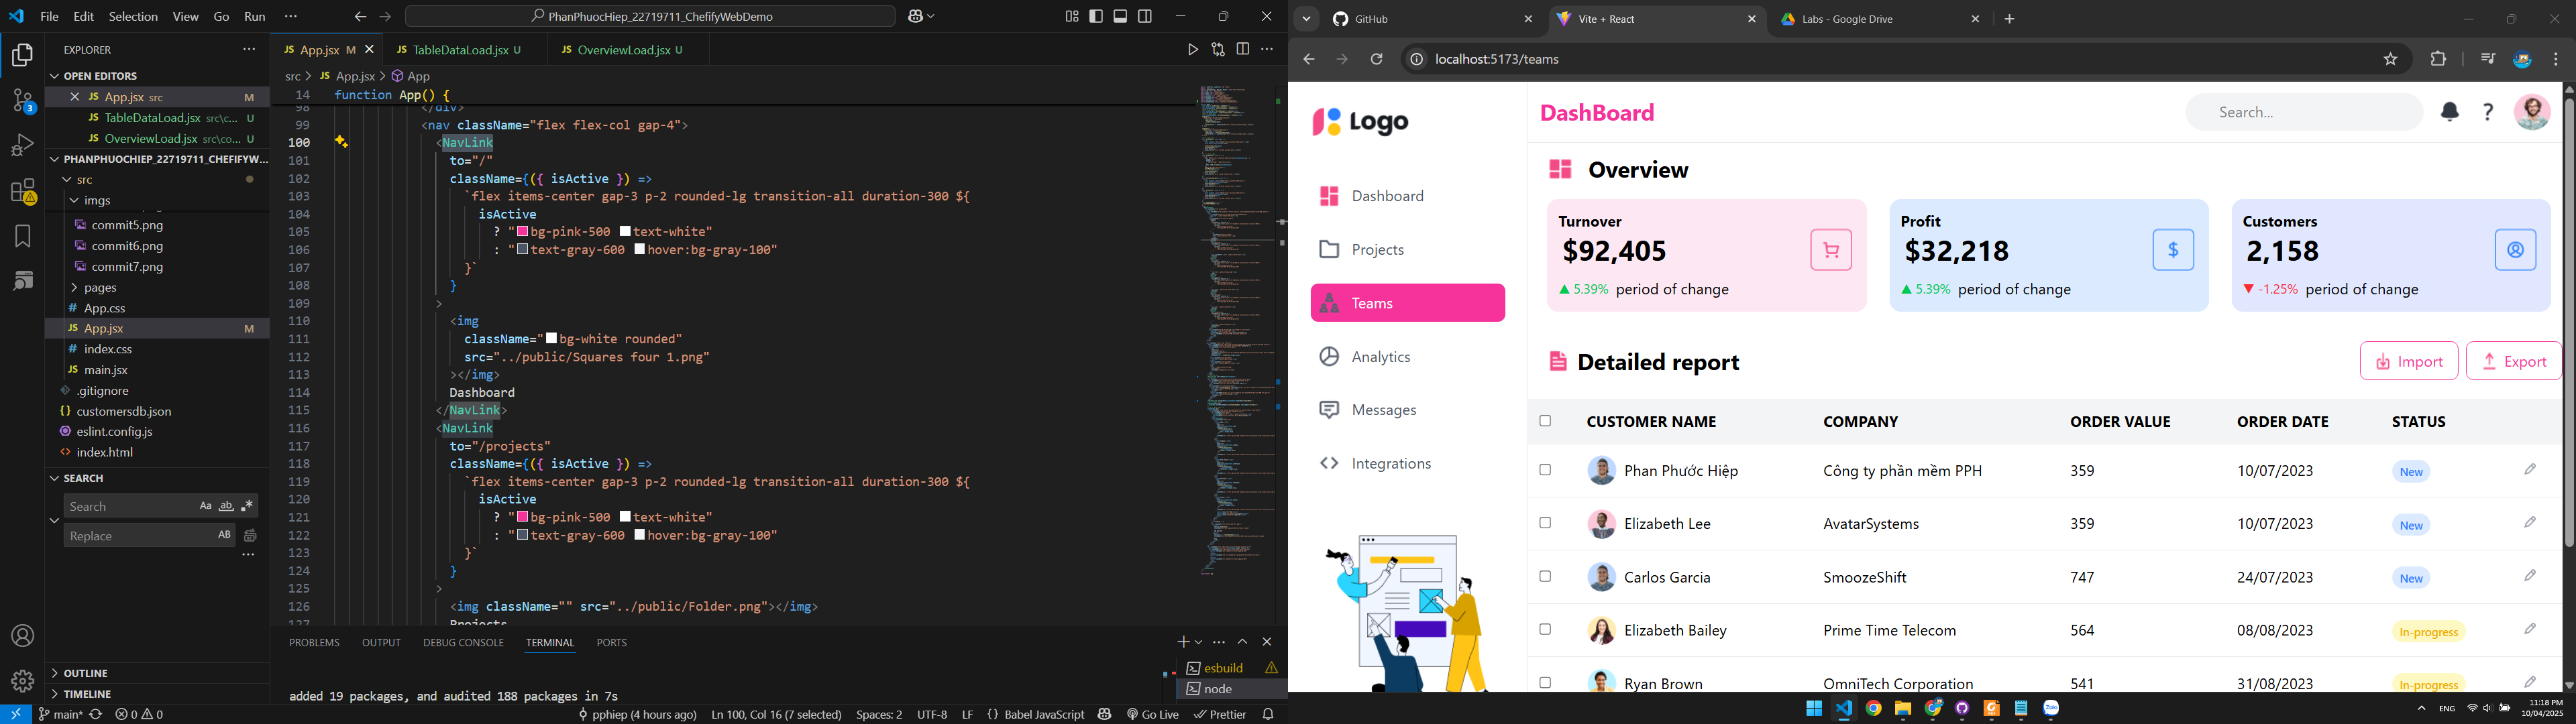 File Edit Selection View Go Run ···
PhanPhuocHiep_22719711_ChefifyWebDemo
EXPLORER
OPEN EDITORS
App.jsx src M
TableDataLoad.jsx src\co... U
OverviewLoad.jsx src\co... U
PHANPHUOCHIEP_22719711_CHEFIFYW...
src
imgs
commit5.png
commit6.png
commit7.png
pages
App.css
App.jsx M
index.css
main.jsx
.gitignore
customersdb.json
eslint.config.js
index.html
SEARCH
Search
Aa ab
Replace
AB
OUTLINE
TIMELINE
3
JS App.jsx M
JS TableDataLoad.jsx U
JS OverviewLoad.jsx U
src > JS App.jsx > App
14 function App() {
98 </div>
99 <nav className="flex flex-col gap-4">
100 <NavLink
101 to="/"
102 className={({ isActive }) =>
103 `flex items-center gap-3 p-2 rounded-lg transition-all duration-300 ${
104 isActive
105 ? "bg-pink-500 text-white"
106 : "text-gray-600 hover:bg-gray-100"
107 }`
108 }
109 >
110 <img
111 className="bg-white rounded"
112 src="../public/Squares four 1.png"
113 ></img>
114 Dashboard
115 </NavLink>
116 <NavLink
117 to="/projects"
118 className={({ isActive }) =>
119 `flex items-center gap-3 p-2 rounded-lg transition-all duration-300 ${
120 isActive
121 ? "bg-pink-500 text-white"
122 : "text-gray-600 hover:bg-gray-100"
123 }`
124 }
125 >
126 <img className="" src="../public/Folder.png"></img>
127 Projects
PROBLEMS OUTPUT DEBUG CONSOLE TERMINAL PORTS
esbuild
node
added 19 packages, and audited 188 packages in 7s
main* 0 0
pphiep (4 hours ago) Ln 100, Col 16 (7 selected) Spaces: 2 UTF-8 LF {} Babel JavaScript Go Live Prettier
GitHub
Vite + React
Labs - Google Drive
localhost:5173/teams
Logo
Dashboard
Projects
Teams
Analytics
Messages
Integrations
DashBoard
Search...
?
Overview
Turnover
$92,405
▲ 5.39% period of change
Profit
$32,218
$
▲ 5.39% period of change
Customers
2,158
▼ -1.25% period of change
Detailed report
Import
Export
CUSTOMER NAME COMPANY ORDER VALUE ORDER DATE STATUS
Phan Phước Hiệp Công ty phần mềm PPH 359 10/07/2023 New
Elizabeth Lee AvatarSystems 359 10/07/2023 New
Carlos Garcia SmoozeShift 747 24/07/2023 New
Elizabeth Bailey Prime Time Telecom 564 08/08/2023 In-progress
Ryan Brown OmniTech Corporation 541 31/08/2023 In-progress
Zalo
ENG
11:18 PM
10/04/2025